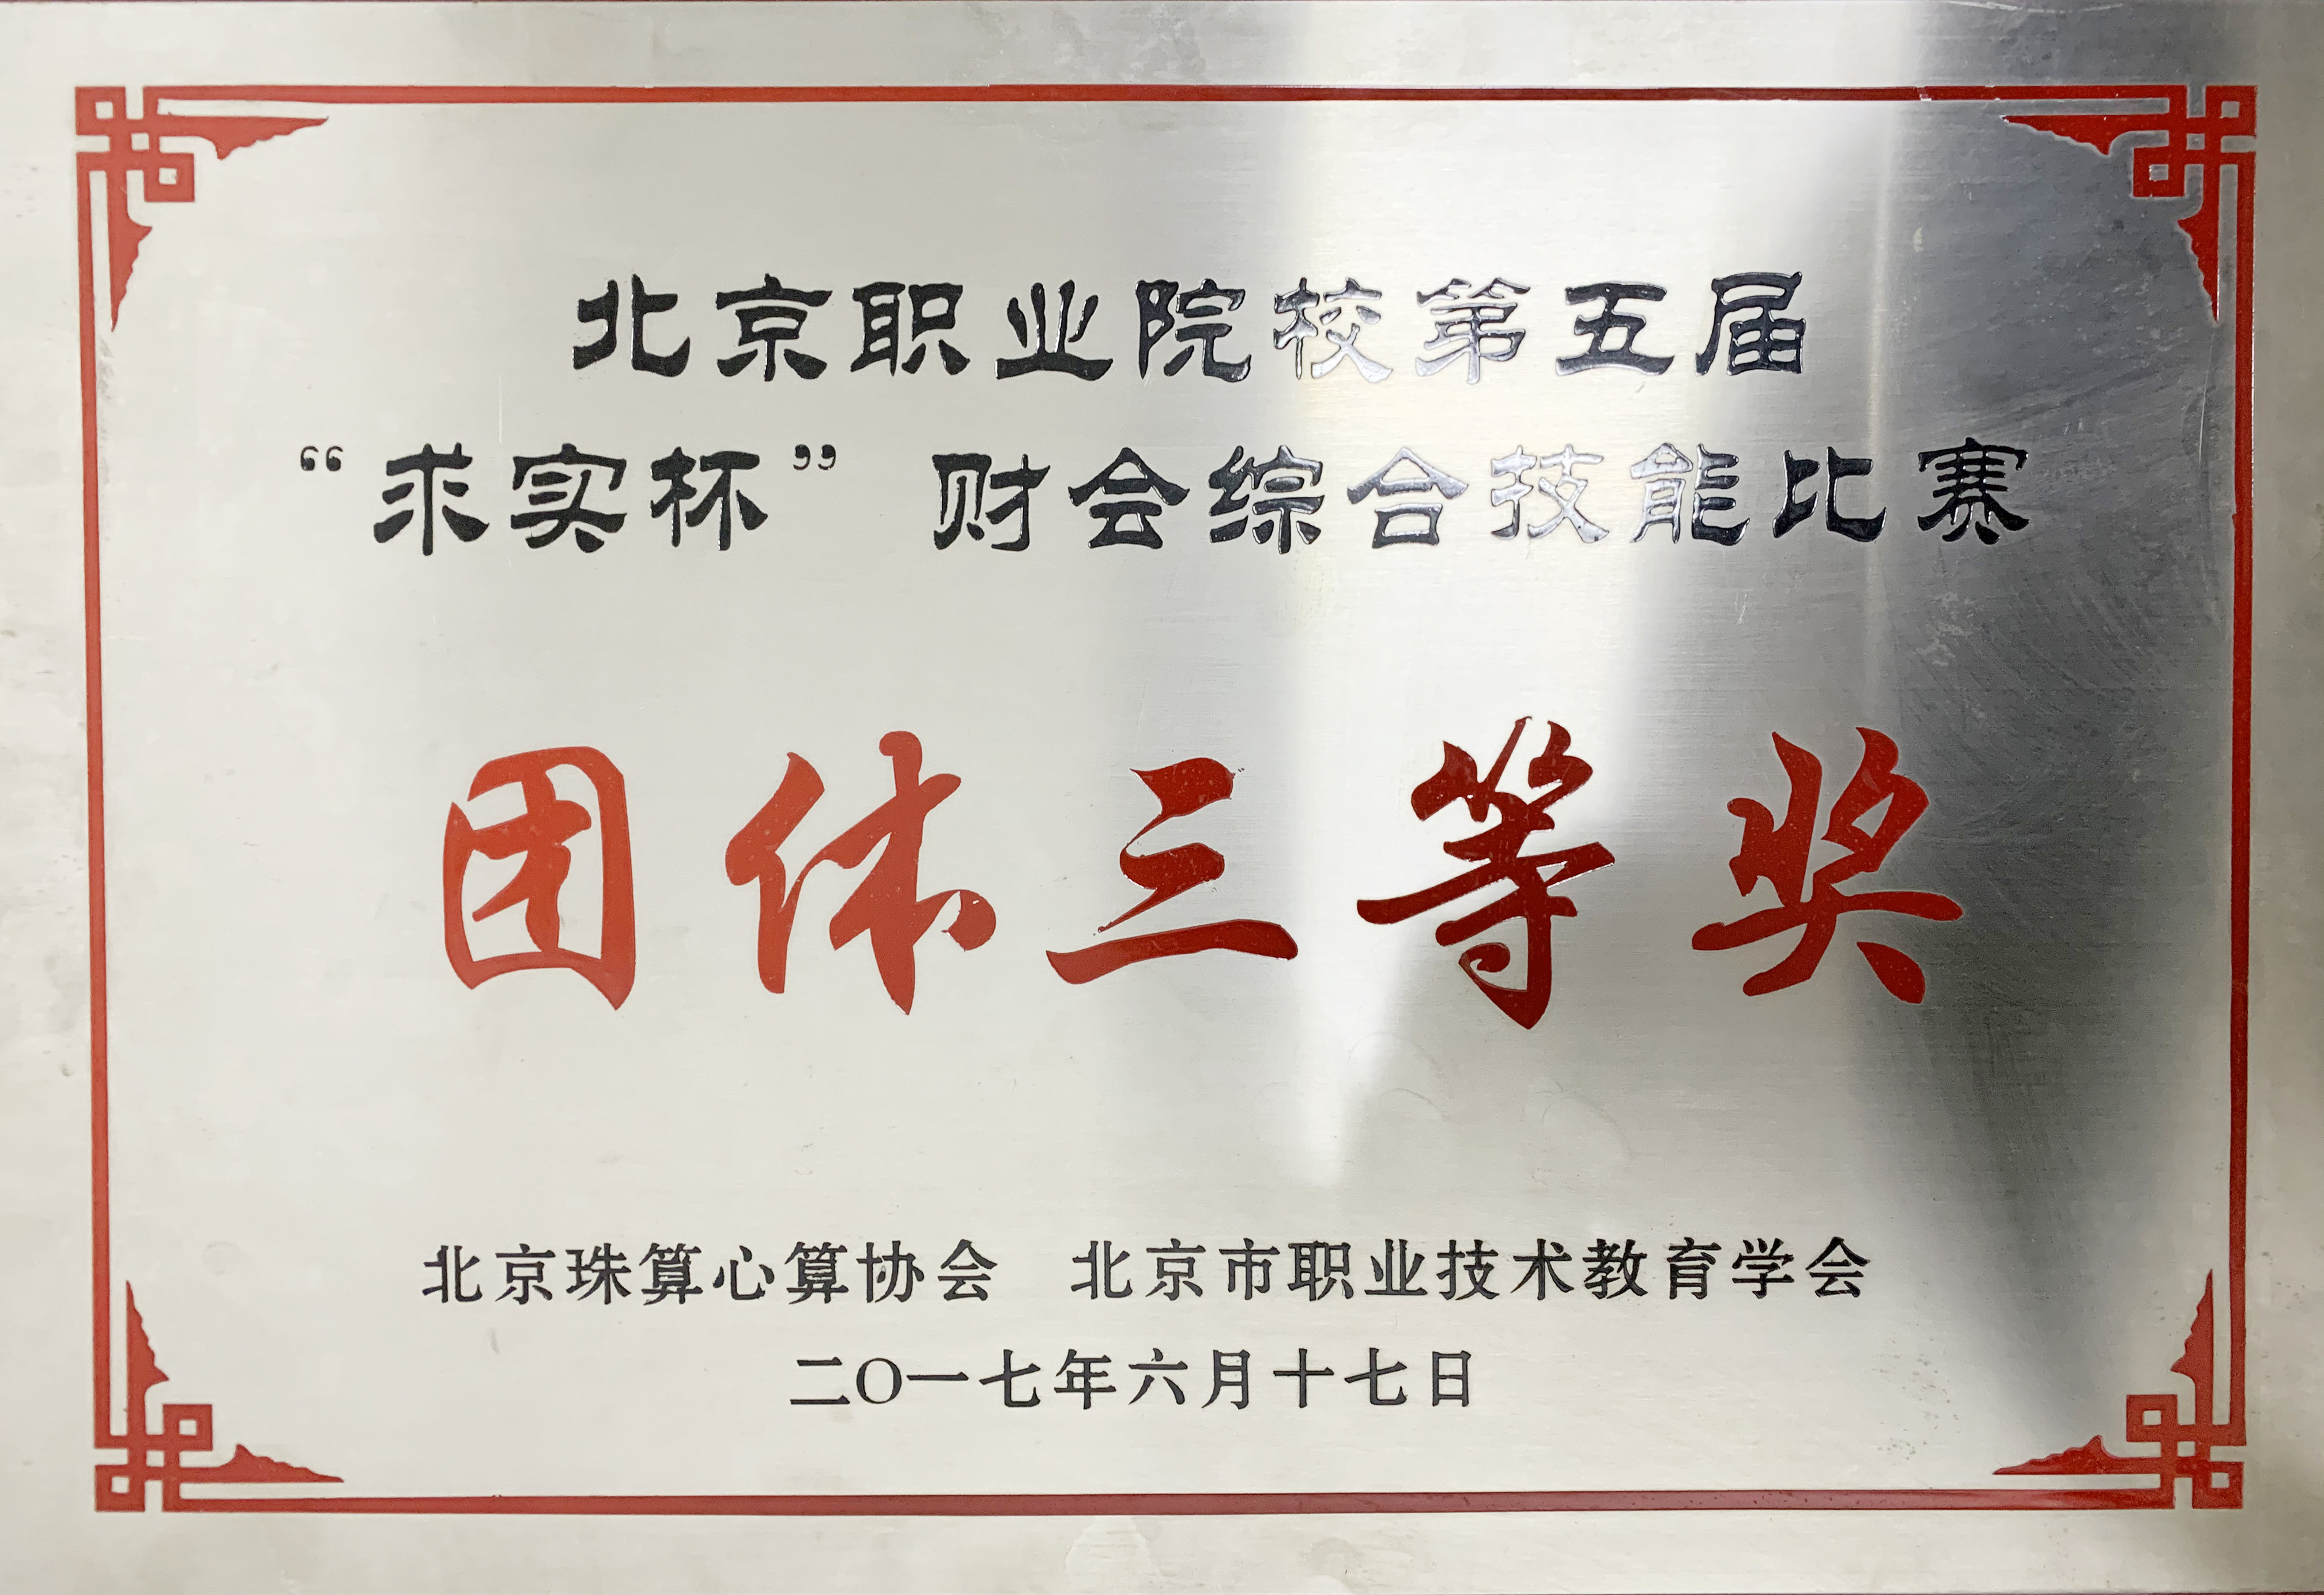 北京职业院校第五届
“求实杯” 财会综合技能比赛
团体三等奖
北京珠算心算协会 北京市职业技术教育学会
二〇一七年六月十七日